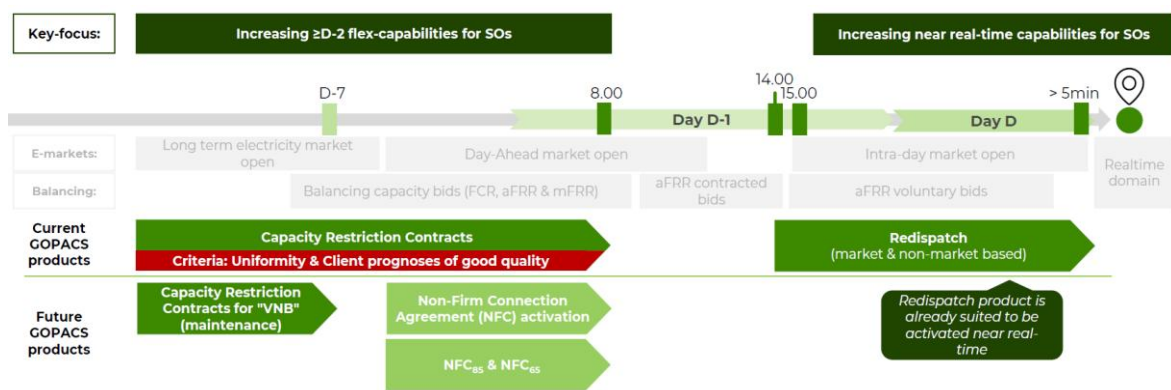 Key-focus:
Increasing ≥D-2 flex-capabilities for SOs
Increasing near real-time capabilities for SOs
D-7
8.00
14.00
15.00
> 5min
Day D-1
Day D
E-markets:
Long term electricity market
open
Day-Ahead market open
Intra-day market open
Realtime
domain
Balancing:
Balancing capacity bids (FCR, aFRR & mFRR)
aFRR contracted
bids
aFRR voluntary bids
Current
GOPACS
products
Capacity Restriction Contracts
Criteria: Uniformity & Client prognoses of good quality
Redispatch
(market & non-market based)
Future
GOPACS
products
Capacity Restriction
Contracts for "VNB"
(maintenance)
Non-Firm Connection
Agreement (NFC) activation
NFC₈₅ & NFC₆₅
Redispatch product is
already suited to be
activated near real-
time